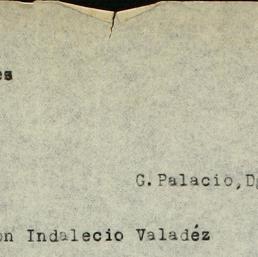 es
G. Palacio, D
on Indalecio Valadéz